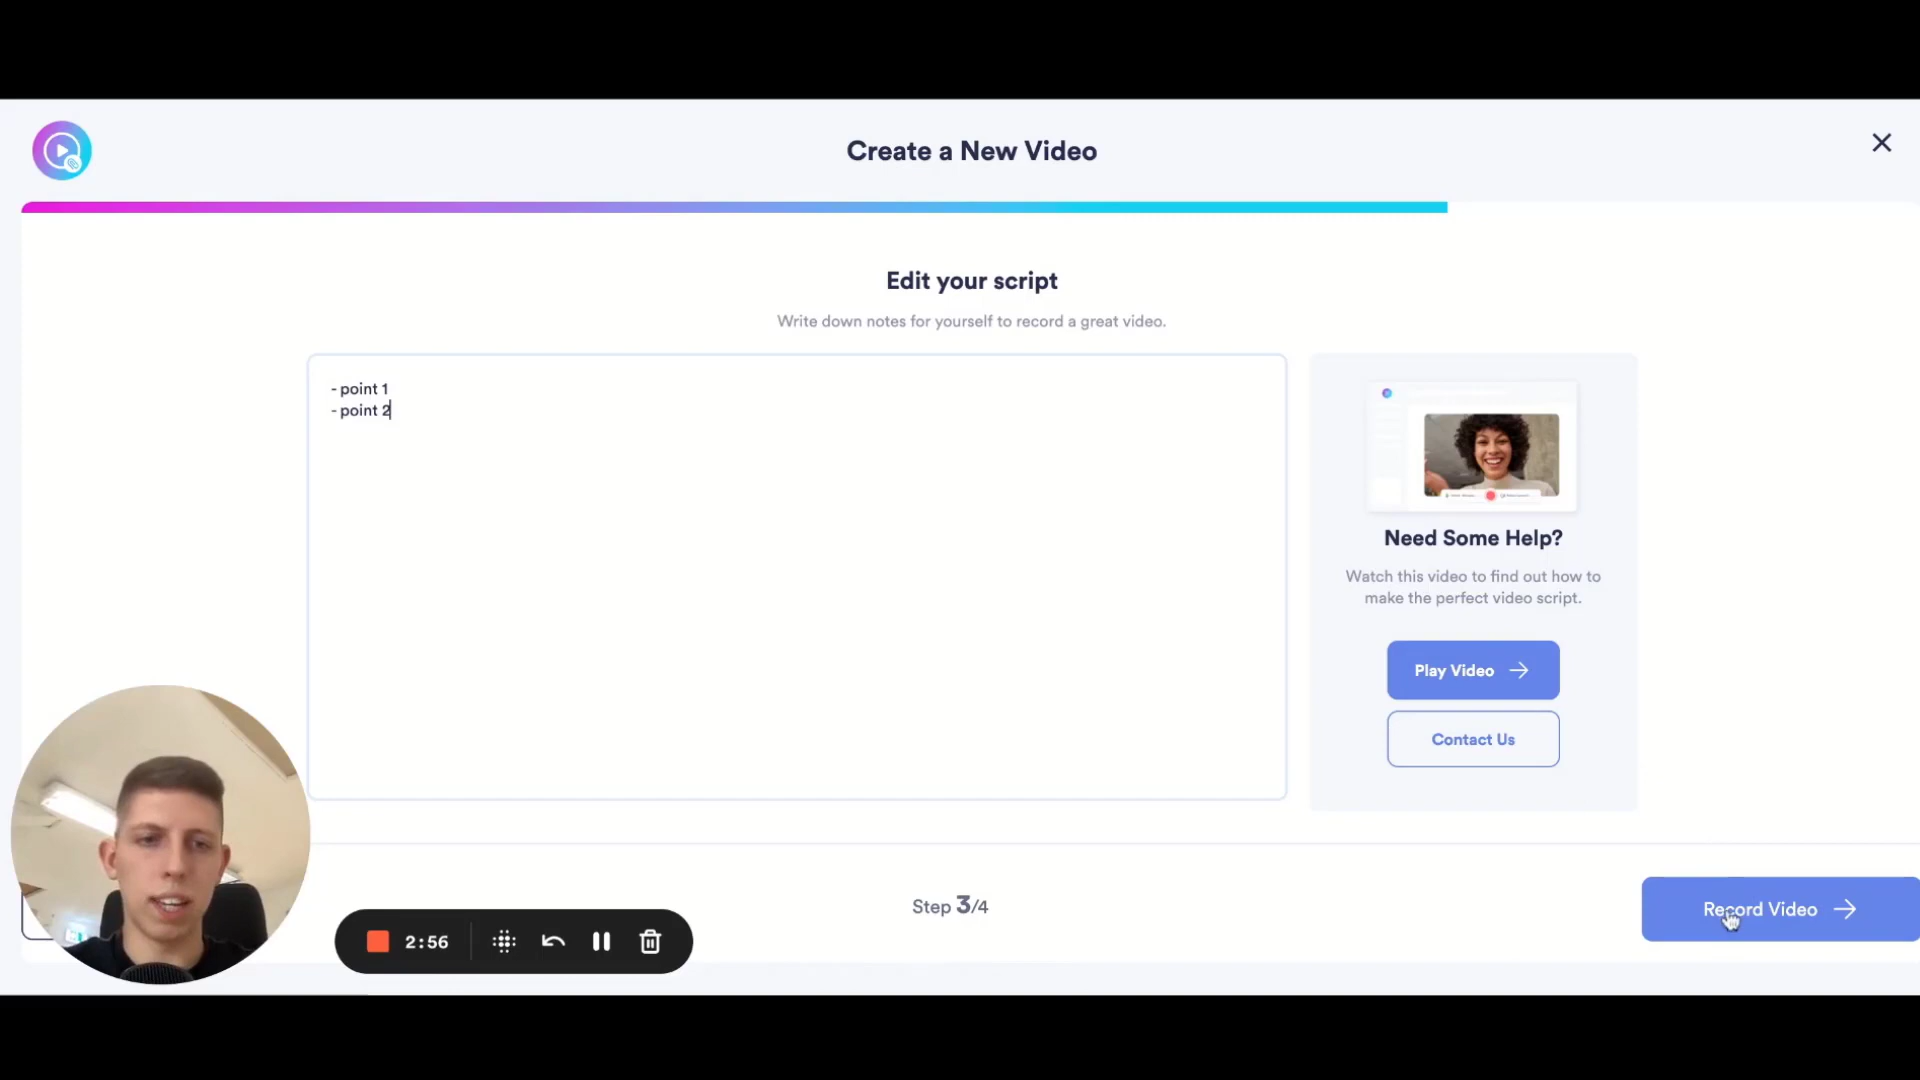 Create a New Video
Edit your script
Write down notes for yourself to record a great video.
- point 1
- point 2
Need Some Help?
Watch this video to find out how to
make the perfect video script.
Play Video
Contact Us
Step 3/4
Record Video
2:56